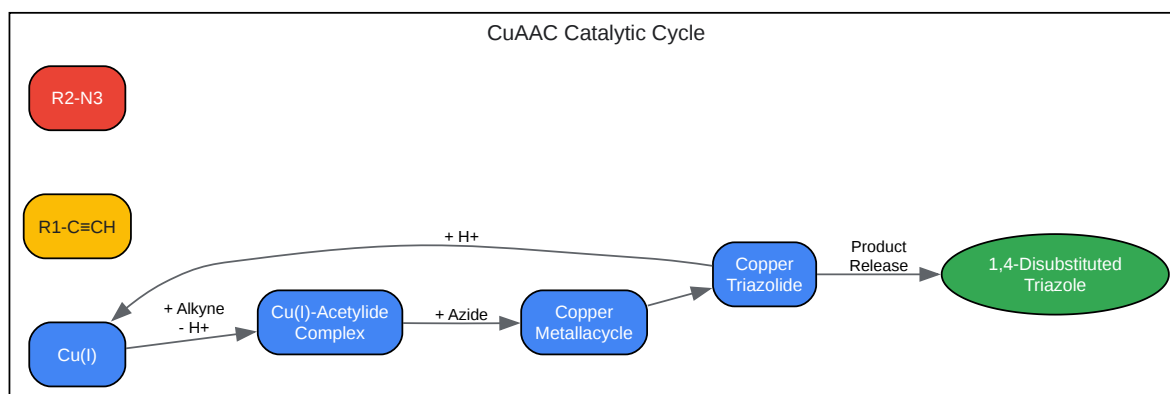 CuAAC Catalytic Cycle
R2-N3
R1-C≡CH
+ H+
Cu(I)
+ Alkyne
- H+
Cu(I)-Acetylide
Complex
+ Azide
Copper
Metallacycle
Copper
Triazolide
Product
Release
1,4-Disubstituted
Triazole